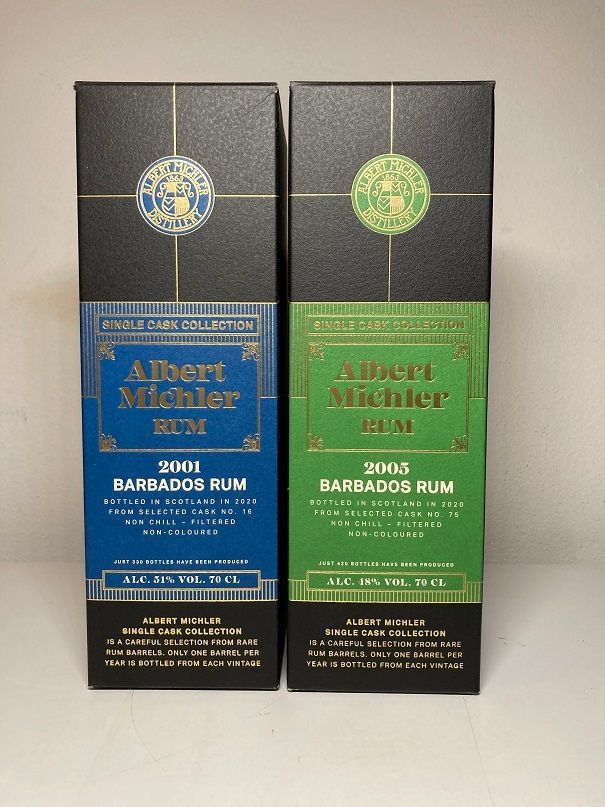 ALBERT MICHLER
1863
DISTILLERY
SINGLE CASK COLLECTION
Albert
Michler
RUM
2001
BARBADOS RUM
BOTTLED IN SCOTLAND IN 2020
FROM SELECTED CASK NO. 16
NON CHILL – FILTERED
NON-COLOURED
JUST 330 BOTTLES HAVE BEEN PRODUCED
ALC. 51% VOL. 70 CL
ALBERT MICHLER
SINGLE CASK COLLECTION
IS A CAREFUL SELECTION FROM RARE
RUM BARRELS. ONLY ONE BARREL PER
YEAR IS BOTTLED FROM EACH VINTAGE
ALBERT MICHLER
1863
DISTILLERY
SINGLE CASK COLLECTION
Albert
Michler
RUM
2005
BARBADOS RUM
BOTTLED IN SCOTLAND IN 2020
FROM SELECTED CASK NO. 75
NON CHILL – FILTERED
NON-COLOURED
JUST 420 BOTTLES HAVE BEEN PRODUCED
ALC. 48% VOL. 70 CL
ALBERT MICHLER
SINGLE CASK COLLECTION
IS A CAREFUL SELECTION FROM RARE
RUM BARRELS. ONLY ONE BARREL PER
YEAR IS BOTTLED FROM EACH VINTAGE